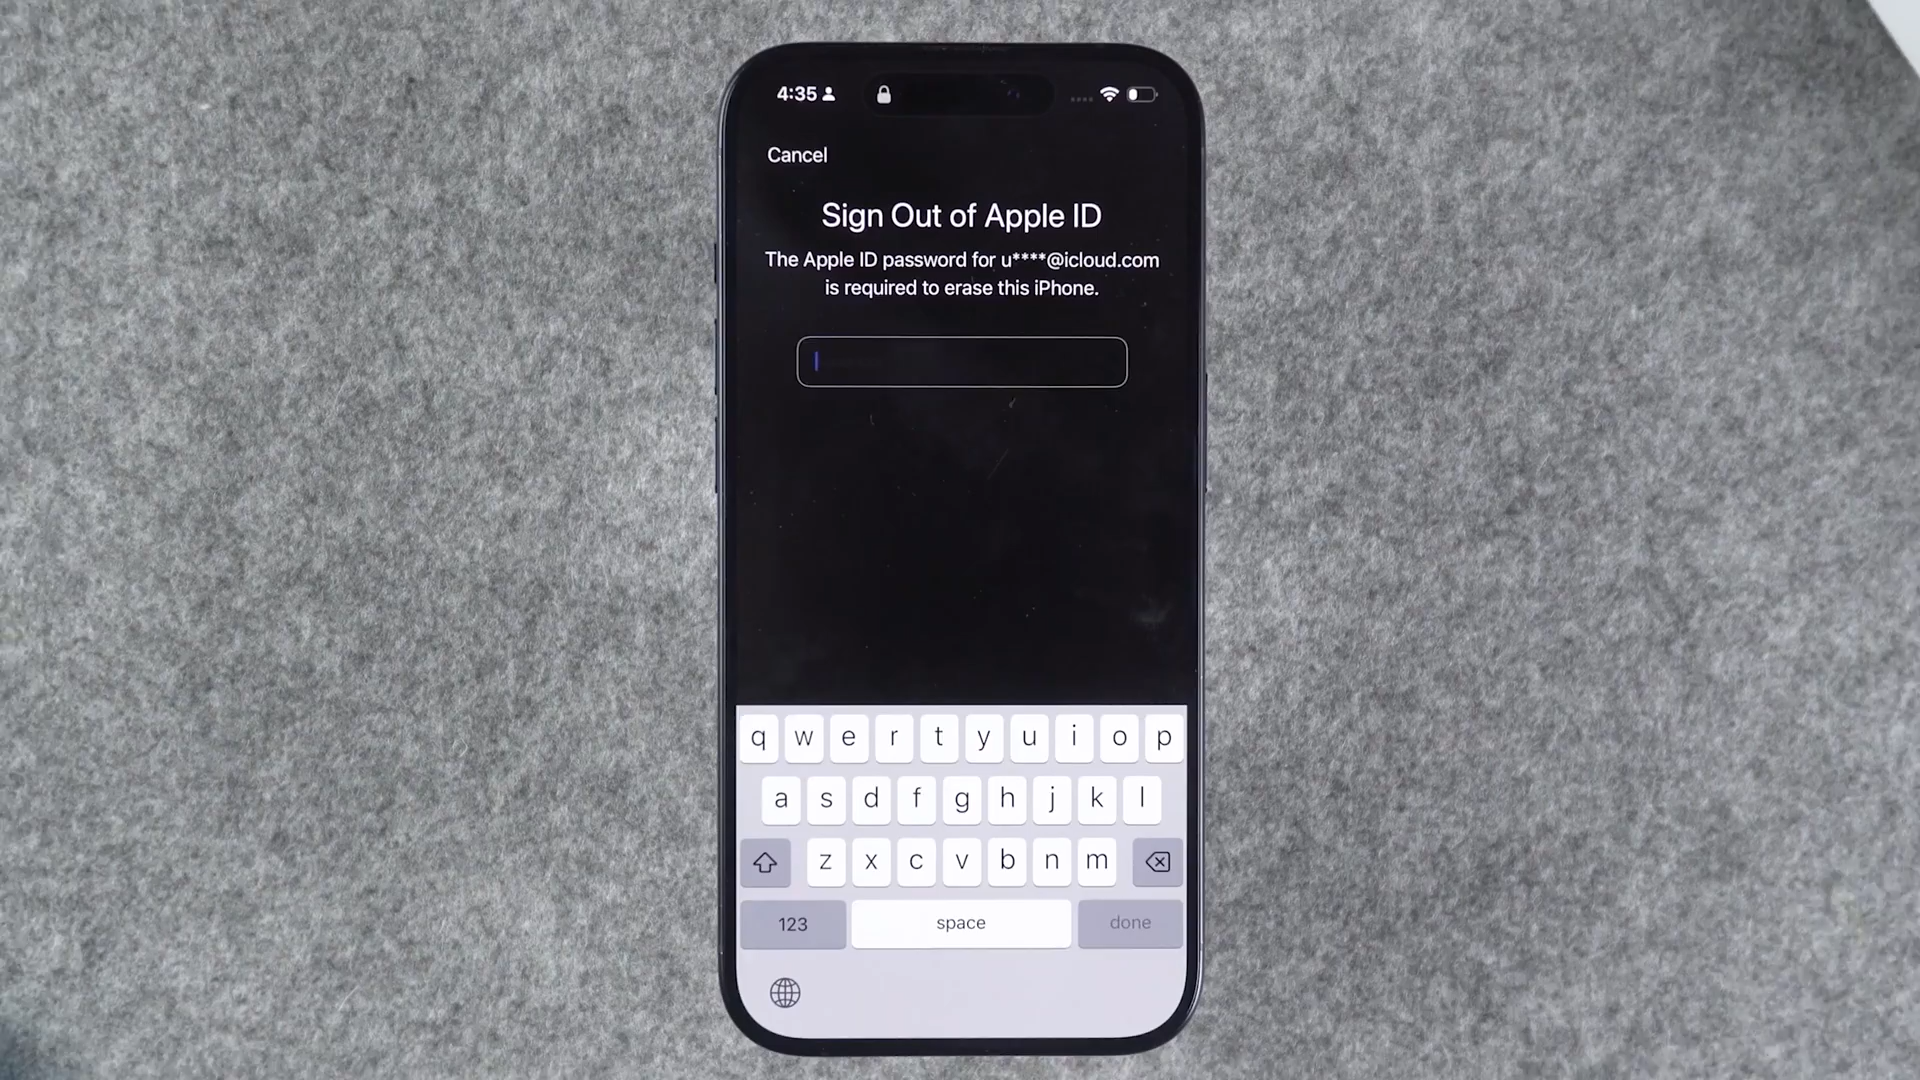 4:35
Cancel
Sign Out of Apple ID
The Apple ID password for u****@icloud.com
is required to erase this iPhone.
q w e r t y u i o p
a s d f g h j k l
z x c v b n m
123 space done